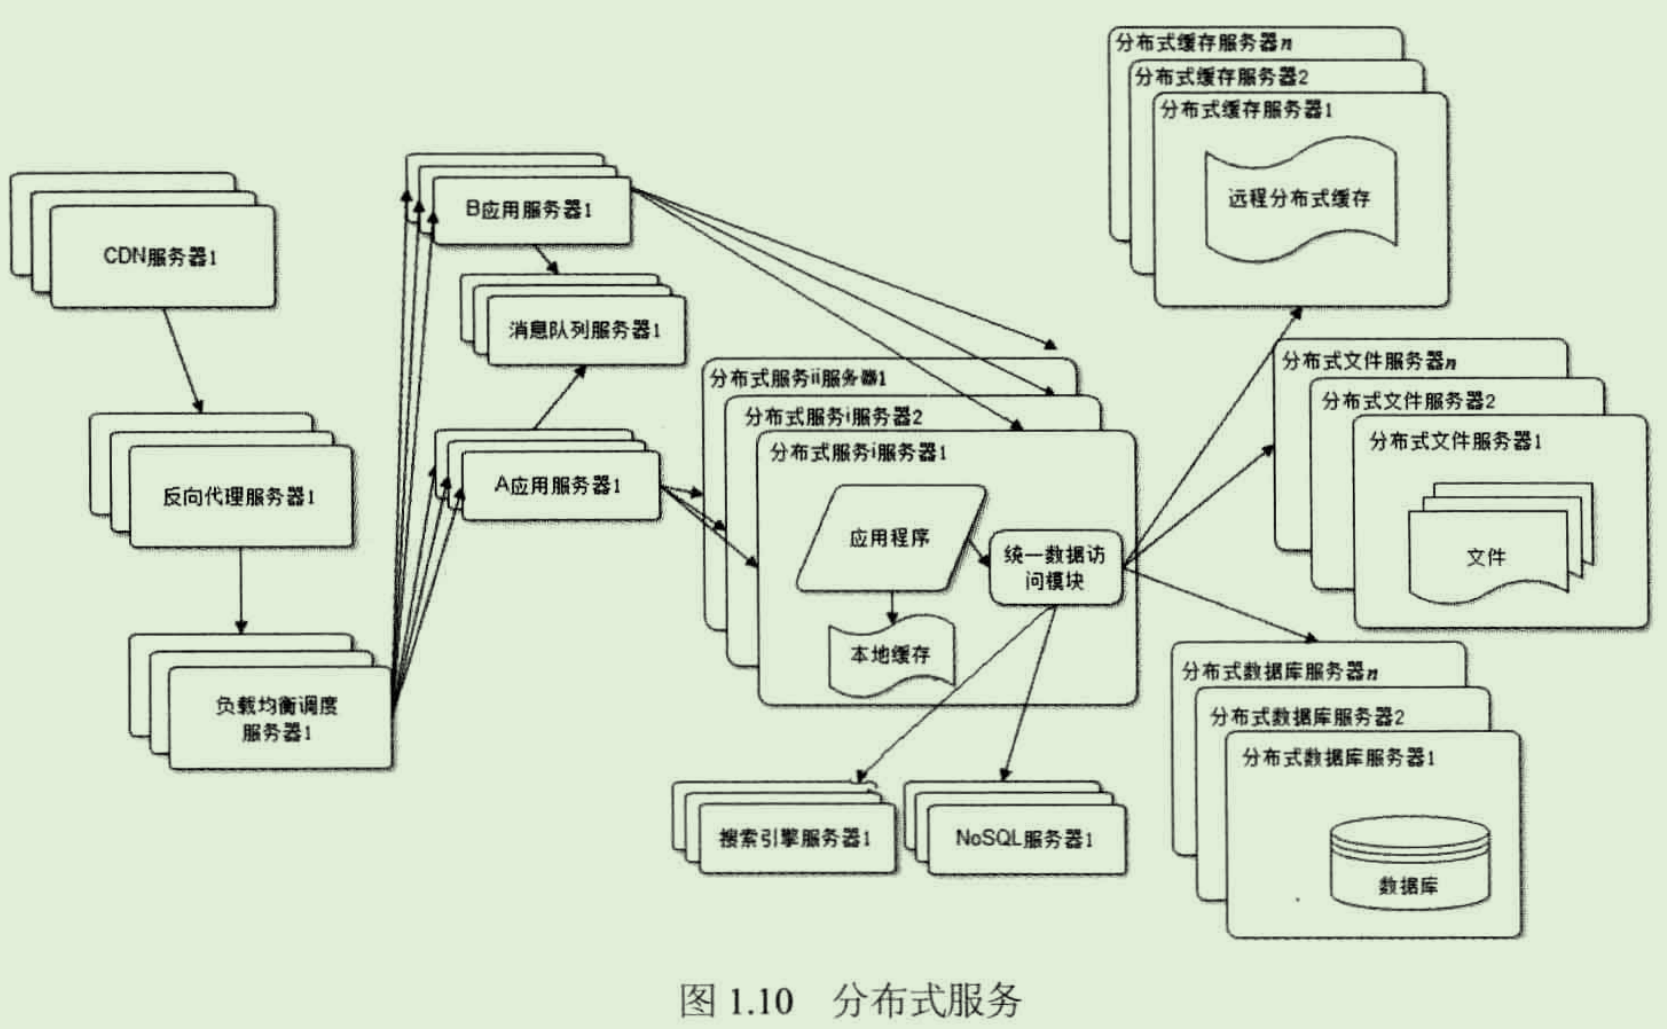 分布式缓存服务器n
分布式缓存服务器2
分布式缓存服务器1
远程分布式缓存
CDN服务器1
B应用服务器1
消息队列服务器1
反向代理服务器1
A应用服务器1
负载均衡调度
服务器1
分布式服务ii服务器1
分布式服务i服务器2
分布式服务i服务器1
应用程序
统一数据访
问模块
本地缓存
分布式文件服务器n
分布式文件服务器2
分布式文件服务器1
文件
搜索引擎服务器1
NoSQL服务器1
分布式数据库服务器n
分布式数据库服务器2
分布式数据库服务器1
数据库
图 1.10 分布式服务